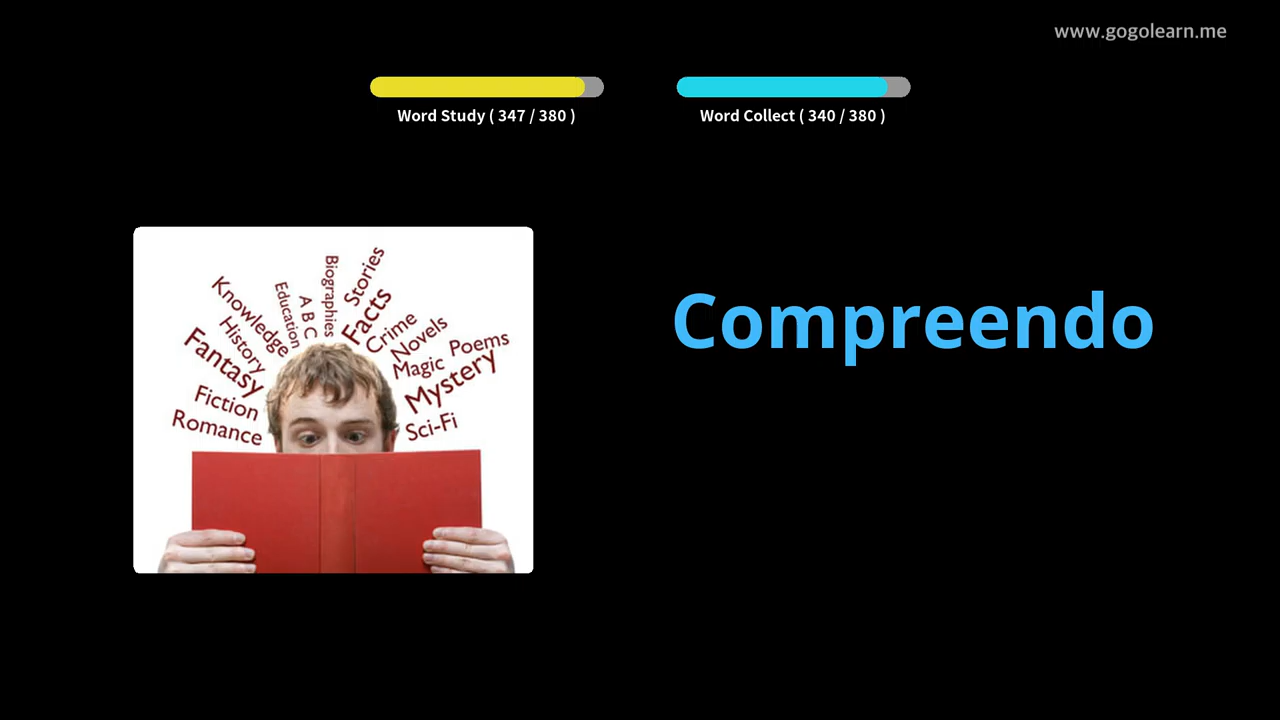 www.gogolearn.me
Word Study ( 347 / 380 )
Word Collect ( 340 / 380 )
Compreendo
Knowledge
History
Fantasy
Fiction
Romance
Education
A B C
Biographies
Stories
Facts
Crime
Novels
Magic
Poems
Mystery
Sci-Fi